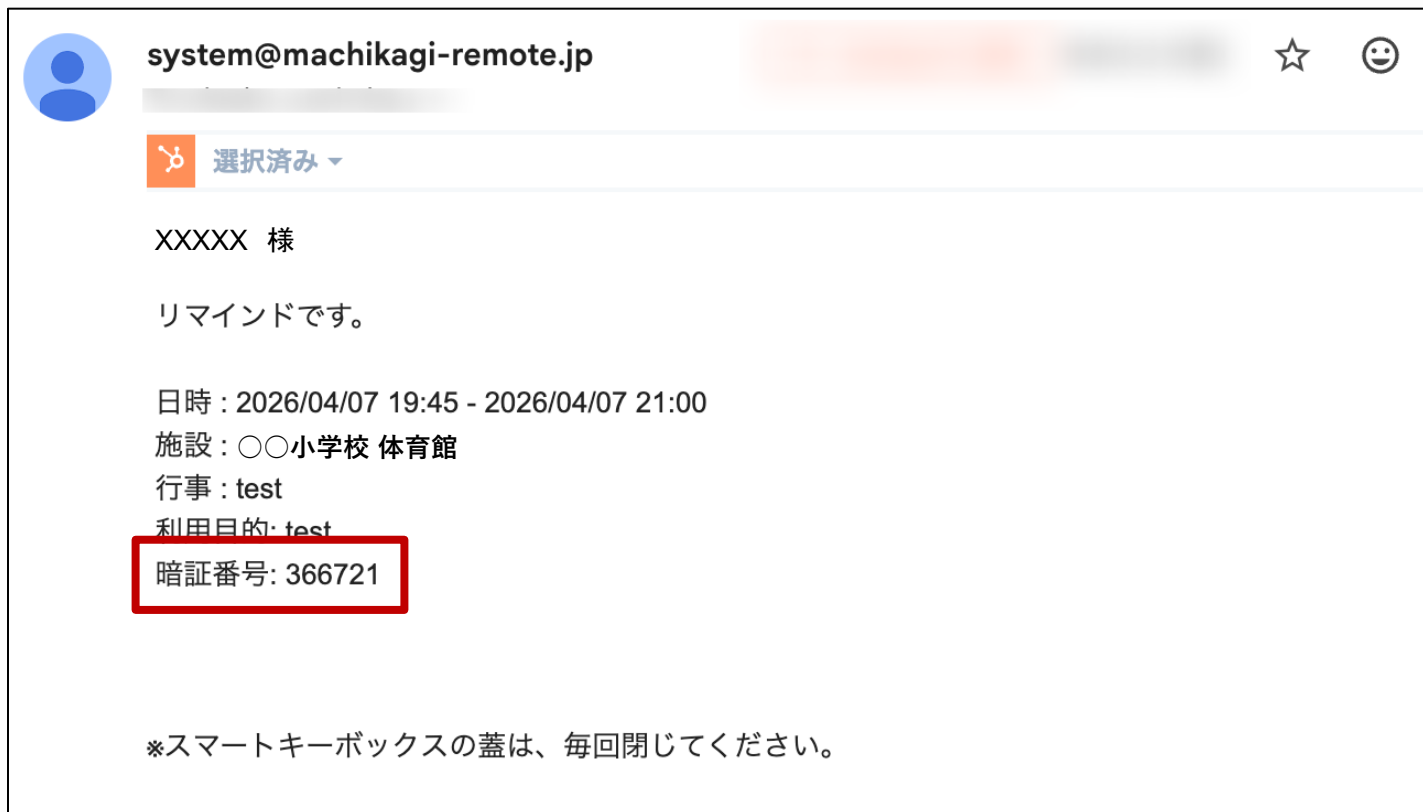 system@machikagi-remote.jp
選択済み
XXXXX 様
リマインドです。
日時 : 2026/04/07 19:45 - 2026/04/07 21:00
施設 : ○○小学校 体育館
行事 : test
利用目的: test
暗証番号: 366721
※スマートキーボックスの蓋は、毎回閉じてください。